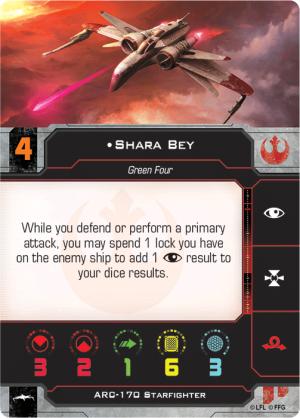 4
•Shara Bey
Green Four
While you defend or perform a primary
attack, you may spend 1 lock you have
on the enemy ship to add 1 result to
your dice results.
3 2 1 6 3
ARC-170 Starfighter
©LFL ©FFG